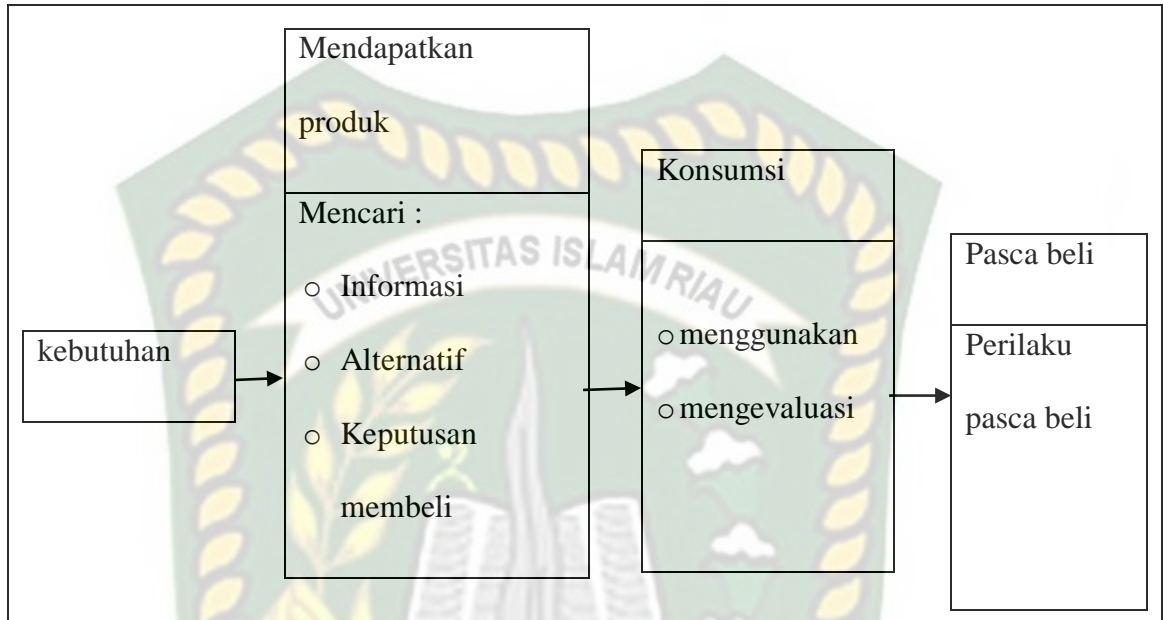 kebutuhan
Mendapatkan
produk
Mencari :
o Informasi
o Alternatif
o Keputusan
membeli
Konsumsi
o menggunakan
o mengevaluasi
Pasca beli
Perilaku
pasca beli
UNIVERSITAS ISLAM RIAU